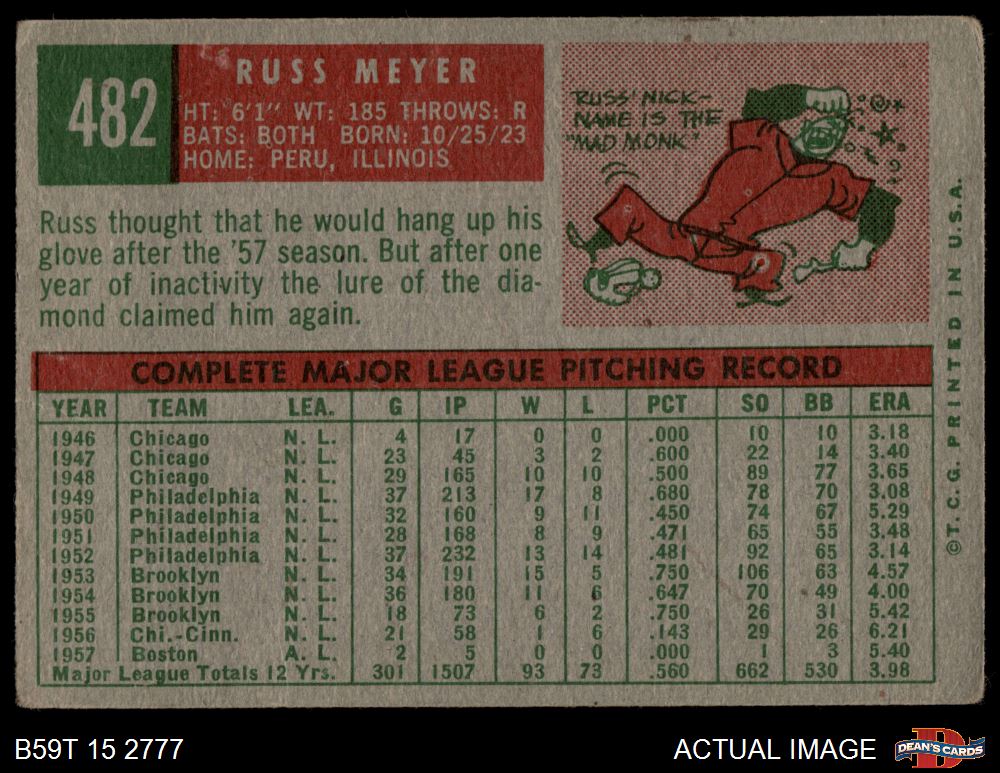 482
RUSS MEYER
HT: 6'1" WT: 185 THROWS: R
BATS: BOTH BORN: 10/25/23
HOME: PERU, ILLINOIS
RUSS' NICK-
NAME IS THE
"MAD MONK"
Russ thought that he would hang up his
glove after the '57 season. But after one
year of inactivity the lure of the dia-
mond claimed him again.
COMPLETE MAJOR LEAGUE PITCHING RECORD
YEAR TEAM LEA. G IP W L PCT SO BB ERA
1946 Chicago N. L. 4 17 0 0 .000 10 10 3.18
1947 Chicago N. L. 23 45 3 2 .600 22 14 3.40
1948 Chicago N. L. 29 165 10 10 .500 89 77 3.65
1949 Philadelphia N. L. 37 213 17 8 .680 78 70 3.08
1950 Philadelphia N. L. 32 160 9 11 .450 74 67 5.29
1951 Philadelphia N. L. 28 168 8 9 .471 65 55 3.48
1952 Philadelphia N. L. 37 232 13 14 .481 92 65 3.14
1953 Brooklyn N. L. 34 191 15 5 .750 106 63 4.57
1954 Brooklyn N. L. 36 180 11 6 .647 70 49 4.00
1955 Brooklyn N. L. 18 73 6 2 .750 26 31 5.42
1956 Chi.-Cinn. N. L. 21 58 1 6 .143 29 26 6.21
1957 Boston A. L. 2 5 0 0 .000 1 3 5.40
Major League Totals 12 Yrs. 301 1507 93 73 .560 662 530 3.98
©T.C.G. PRINTED IN U.S.A.
B59T 15 2777
ACTUAL IMAGE
D
DEAN'S CARDS